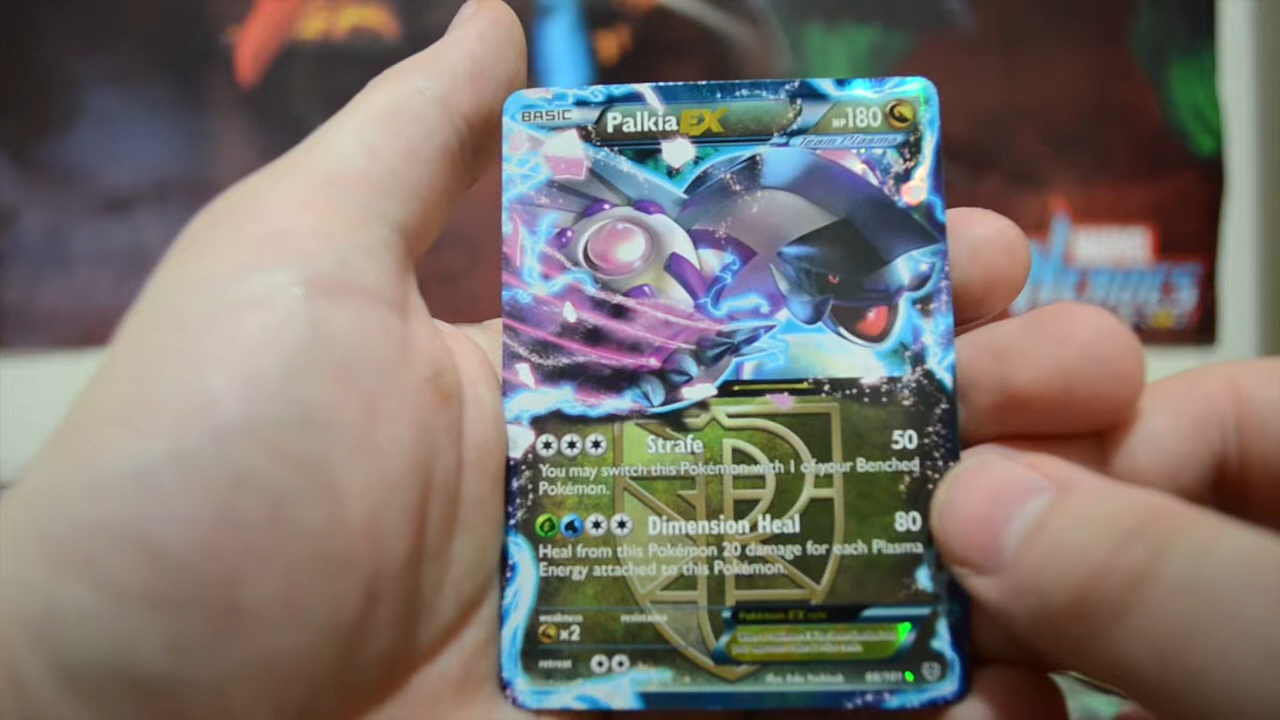 BASIC Palkia EX HP180
Team Plasma
Strafe 50
You may switch this Pokémon with 1 of your Benched
Pokémon.
Dimension Heal 80
Heal from this Pokémon 20 damage for each Plasma
Energy attached to this Pokémon.
weakness resistance Pokémon-EX rule
x2
retreat
MARVEL
HEROES